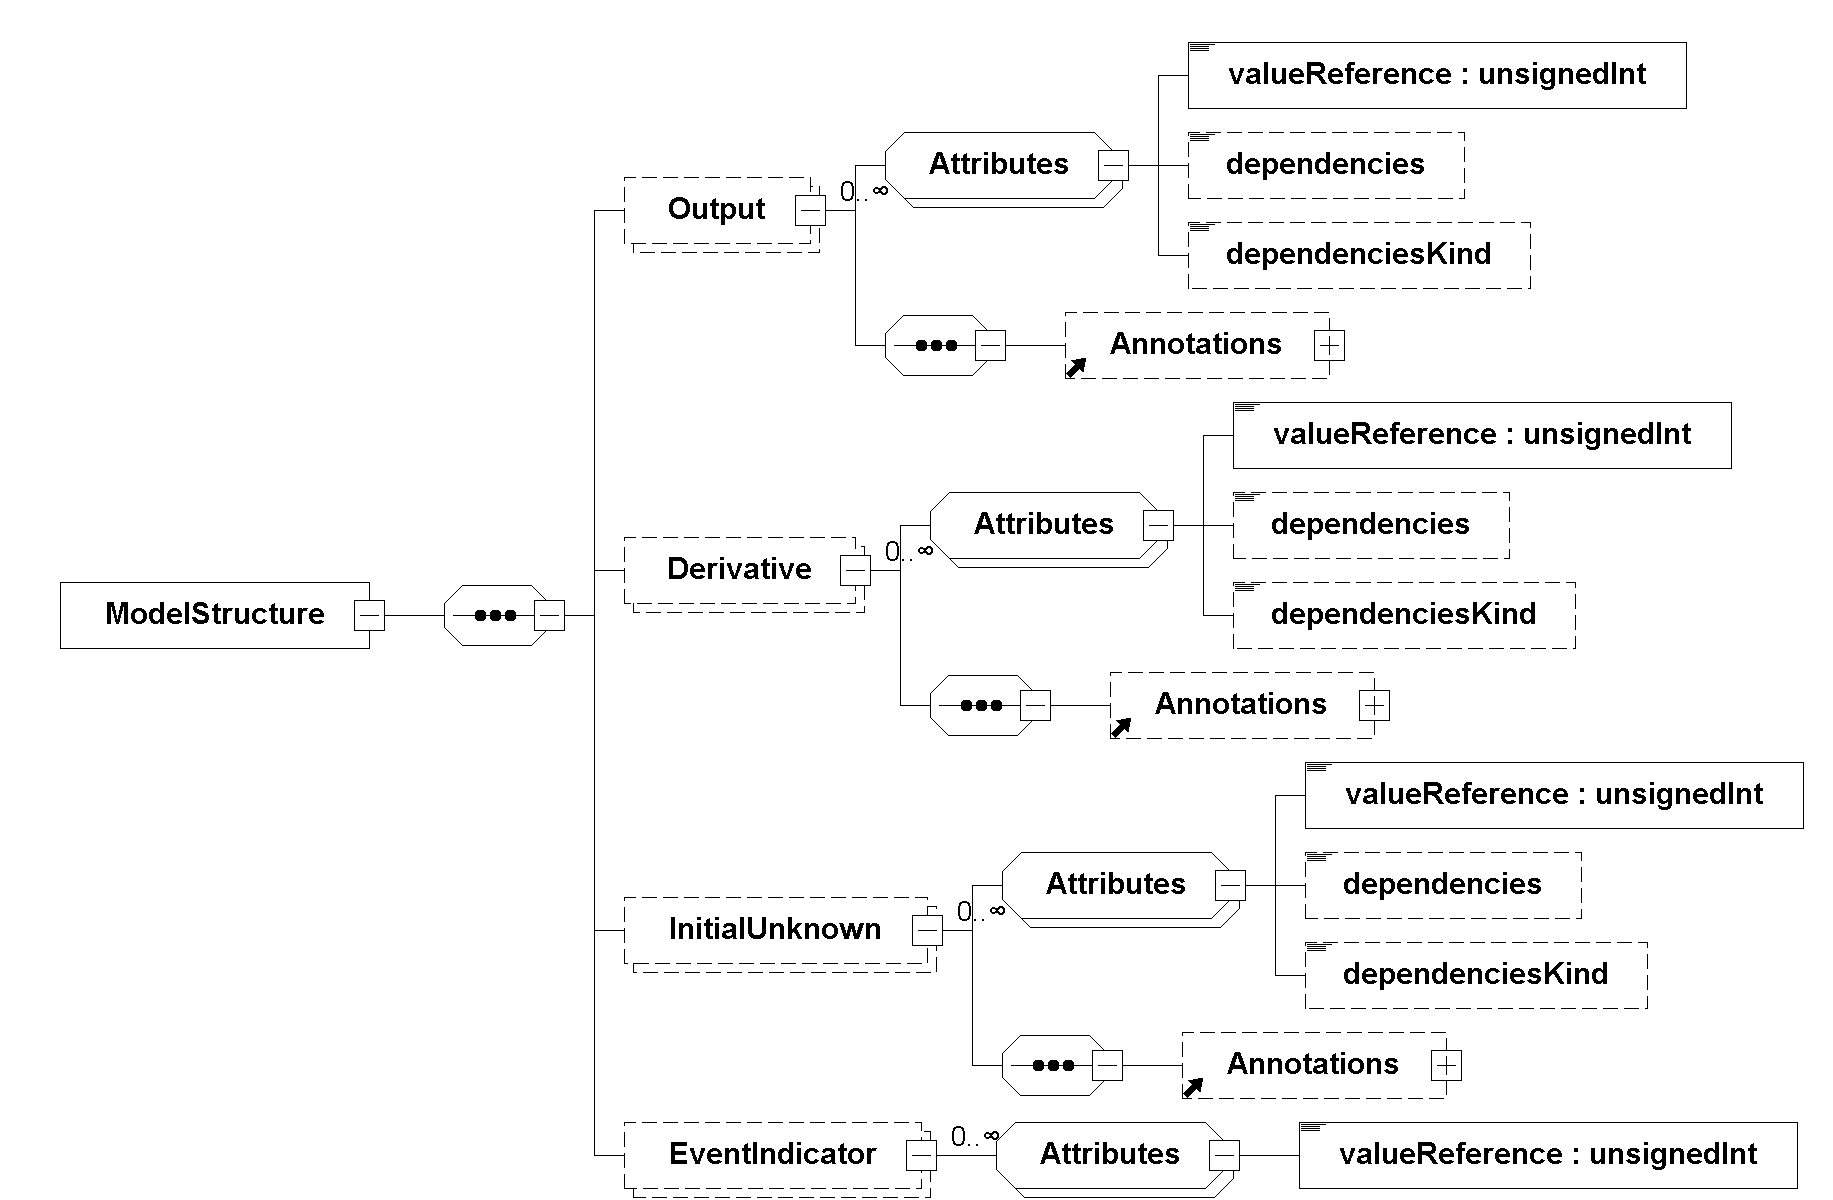 valueReference : unsignedInt
Attributes
dependencies
0..∞
Output
dependenciesKind
Annotations
valueReference : unsignedInt
Attributes
dependencies
0..∞
Derivative
ModelStructure
dependenciesKind
Annotations
valueReference : unsignedInt
Attributes
dependencies
0..∞
InitialUnknown
dependenciesKind
Annotations
0..∞
EventIndicator
Attributes
valueReference : unsignedInt